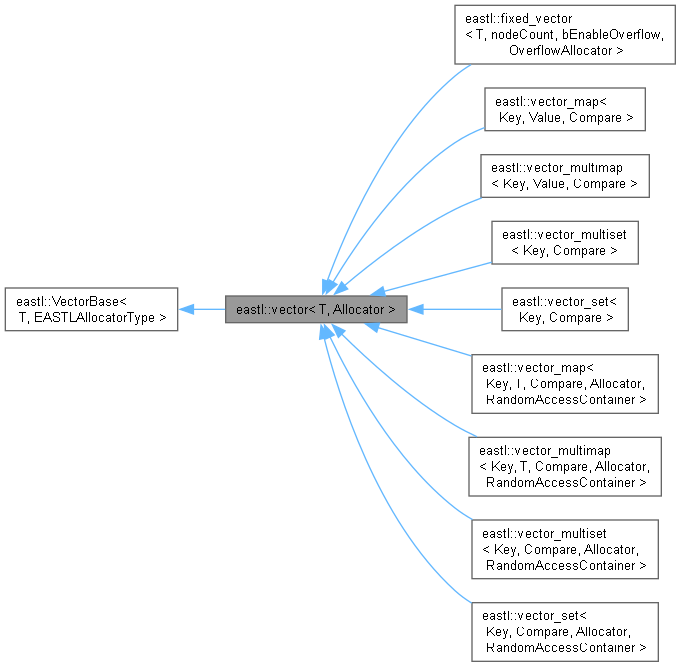 eastl::fixed_vector
< T, nodeCount, bEnableOverflow,
OverflowAllocator >
eastl::vector_map<
Key, Value, Compare >
eastl::vector_multimap
< Key, Value, Compare >
eastl::vector_multiset
< Key, Compare >
eastl::VectorBase<
T, EASTLAllocatorType >
eastl::vector< T, Allocator >
eastl::vector_set<
Key, Compare >
eastl::vector_map<
Key, T, Compare, Allocator,
RandomAccessContainer >
eastl::vector_multimap
< Key, T, Compare, Allocator,
RandomAccessContainer >
eastl::vector_multiset
< Key, Compare, Allocator,
RandomAccessContainer >
eastl::vector_set<
Key, Compare, Allocator,
RandomAccessContainer >